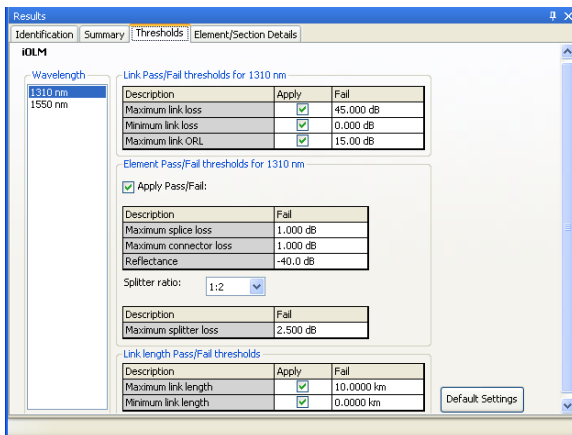 Results
Identification Summary Thresholds Element/Section Details
iOLM
Wavelength
1310 nm
1550 nm
Link Pass/Fail thresholds for 1310 nm
Description Apply Fail
Maximum link loss 45.000 dB
Minimum link loss 0.000 dB
Maximum link ORL 15.00 dB
Element Pass/Fail thresholds for 1310 nm
Apply Pass/Fail:
Description Fail
Maximum splice loss 1.000 dB
Maximum connector loss 1.000 dB
Reflectance -40.0 dB
Splitter ratio: 1:2
Description Fail
Maximum splitter loss 2.500 dB
Link length Pass/Fail thresholds
Description Apply Fail
Maximum link length 10.0000 km
Minimum link length 0.0000 km
Default Settings